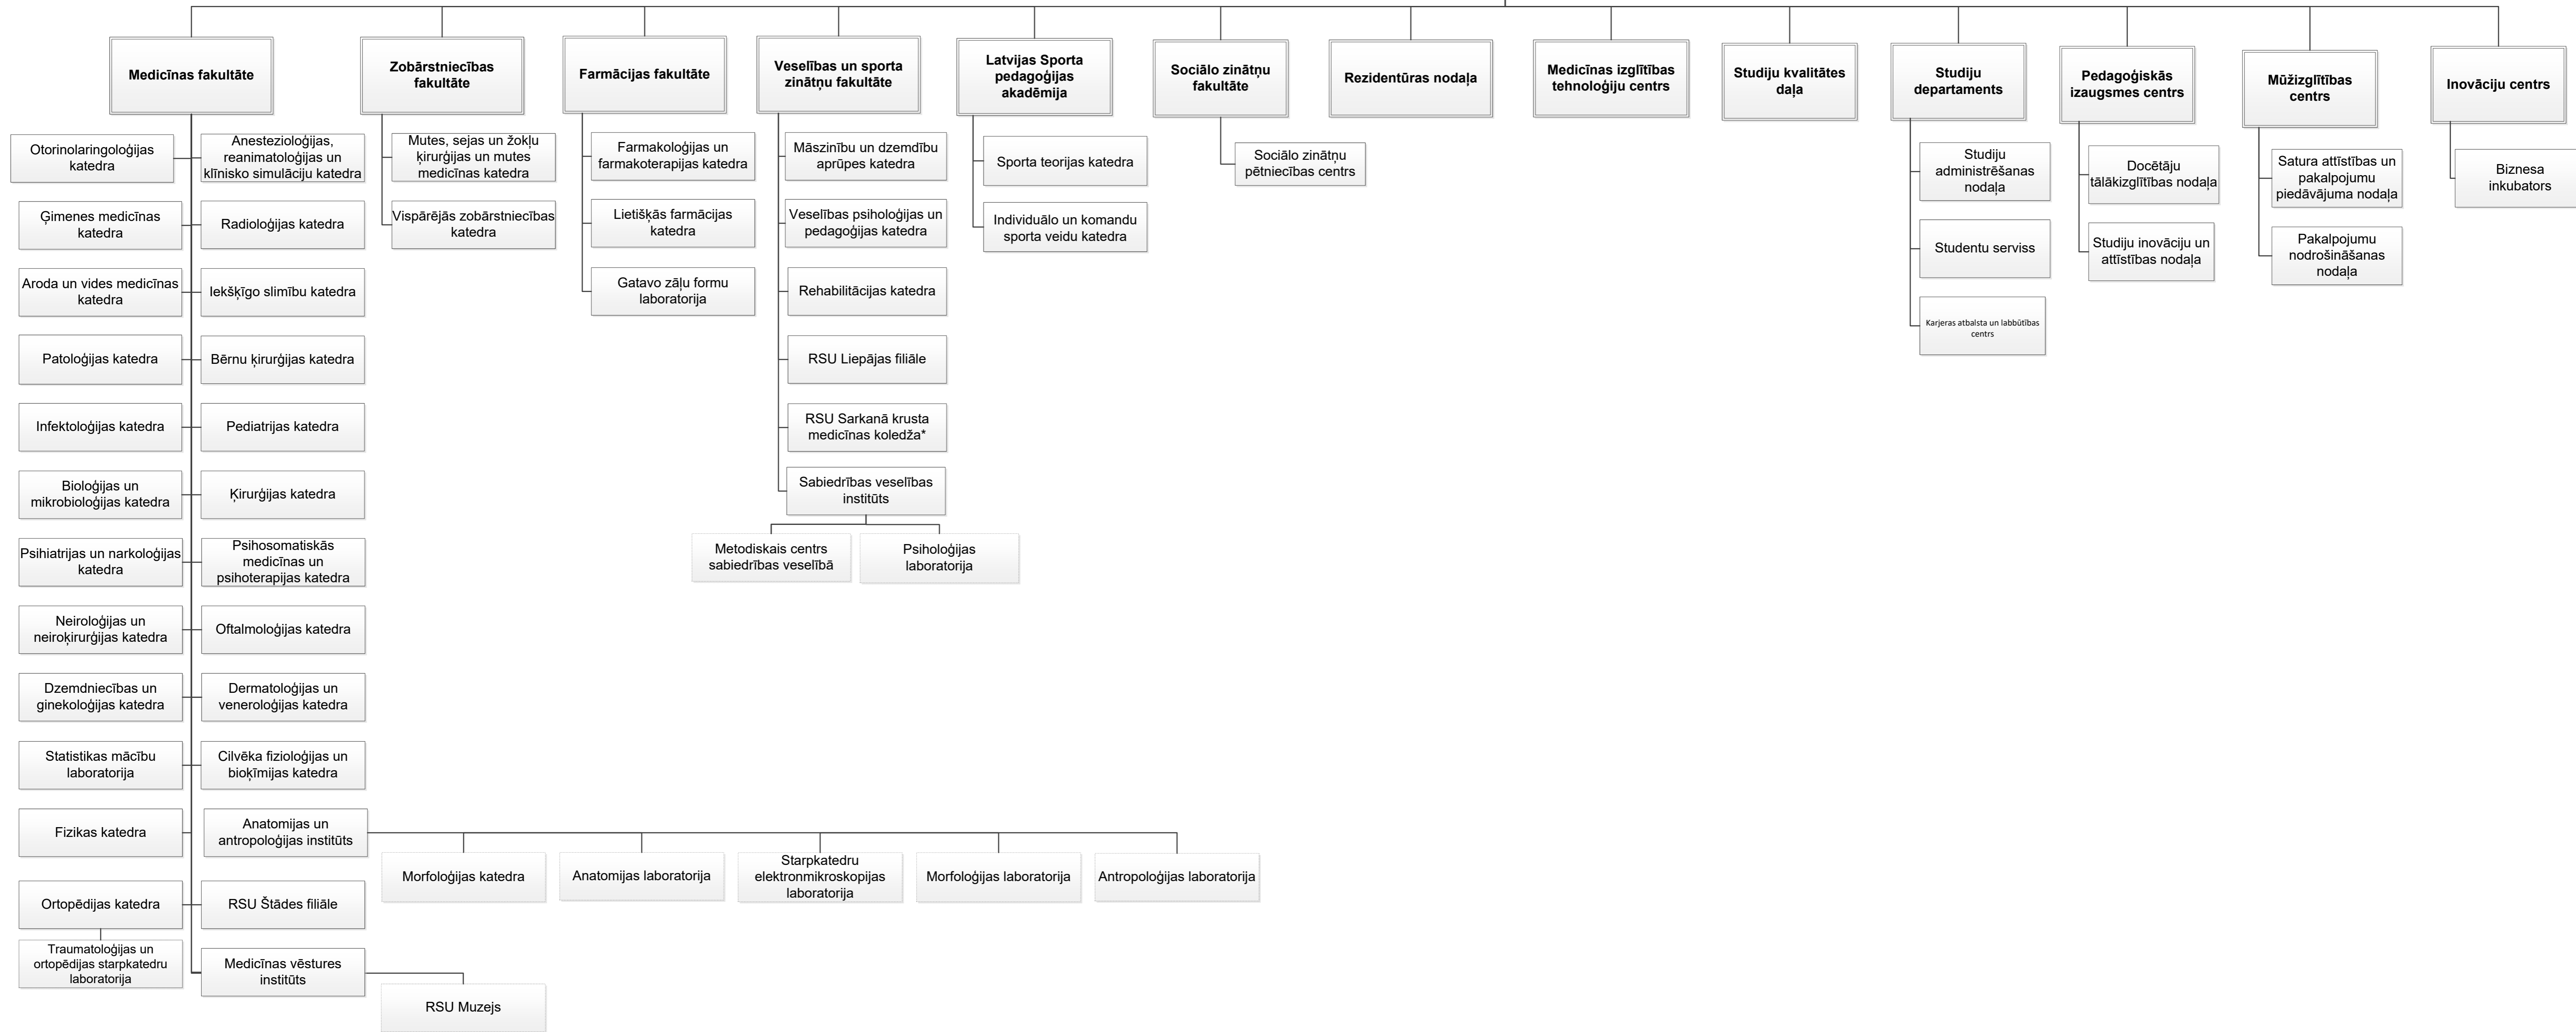 Medicīnas fakultāte
Zobārstniecības
fakultāte
Farmācijas fakultāte
Veselības un sporta
zinātņu fakultāte
Latvijas Sporta
pedagoģijas
akadēmija
Sociālo zinātņu
fakultāte
Rezidentūras nodaļa
Medicīnas izglītības
tehnoloģiju centrs
Studiju kvalitātes
daļa
Studiju
departaments
Pedagoģiskās
izaugsmes centrs
Mūžizglītības
centrs
Inovāciju centrs
Otorinolaringoloģijas
katedra
Anestezioloģijas,
reanimatoloģijas un
klīnisko simulāciju katedra
Ģimenes medicīnas
katedra
Radioloģijas katedra
Aroda un vides medicīnas
katedra
Iekšķīgo slimību katedra
Patoloģijas katedra
Bērnu ķirurģijas katedra
Infektoloģijas katedra
Pediatrijas katedra
Bioloģijas un
mikrobioloģijas katedra
Ķirurģijas katedra
Psihiatrijas un narkoloģijas
katedra
Psihosomatiskās
medicīnas un
psihoterapijas katedra
Neiroloģijas un
neiroķirurģijas katedra
Oftalmoloģijas katedra
Dzemdniecības un
ginekoloģijas katedra
Dermatoloģijas un
veneroloģijas katedra
Statistikas mācību
laboratorija
Cilvēka fizioloģijas un
bioķīmijas katedra
Fizikas katedra
Anatomijas un
antropoloģijas institūts
Morfoloģijas katedra
Anatomijas laboratorija
Starpkatedru
elektronmikroskopijas
laboratorija
Morfoloģijas laboratorija
Antropoloģijas laboratorija
Ortopēdijas katedra
RSU Štādes filiāle
Traumatoloģijas un
ortopēdijas starpkatedru
laboratorija
Medicīnas vēstures
institūts
RSU Muzejs
Mutes, sejas un žokļu
ķirurģijas un mutes
medicīnas katedra
Vispārējās zobārstniecības
katedra
Farmakoloģijas un
farmakoterapijas katedra
Lietišķās farmācijas
katedra
Gatavo zāļu formu
laboratorija
Māszinību un dzemdību
aprūpes katedra
Veselības psiholoģijas un
pedagoģijas katedra
Rehabilitācijas katedra
RSU Liepājas filiāle
RSU Sarkanā krusta
medicīnas koledža*
Sabiedrības veselības
institūts
Metodiskais centrs
sabiedrības veselībā
Psiholoģijas
laboratorija
Sporta teorijas katedra
Individuālo un komandu
sporta veidu katedra
Sociālo zinātņu
pētniecības centrs
Studiju
administrēšanas
nodaļa
Studentu serviss
Karjeras atbalsta un labbūtības
centrs
Docētāju
tālākizglītības nodaļa
Studiju inovāciju un
attīstības nodaļa
Satura attīstības un
pakalpojumu
piedāvājuma nodaļa
Pakalpojumu
nodrošināšanas
nodaļa
Biznesa
inkubators